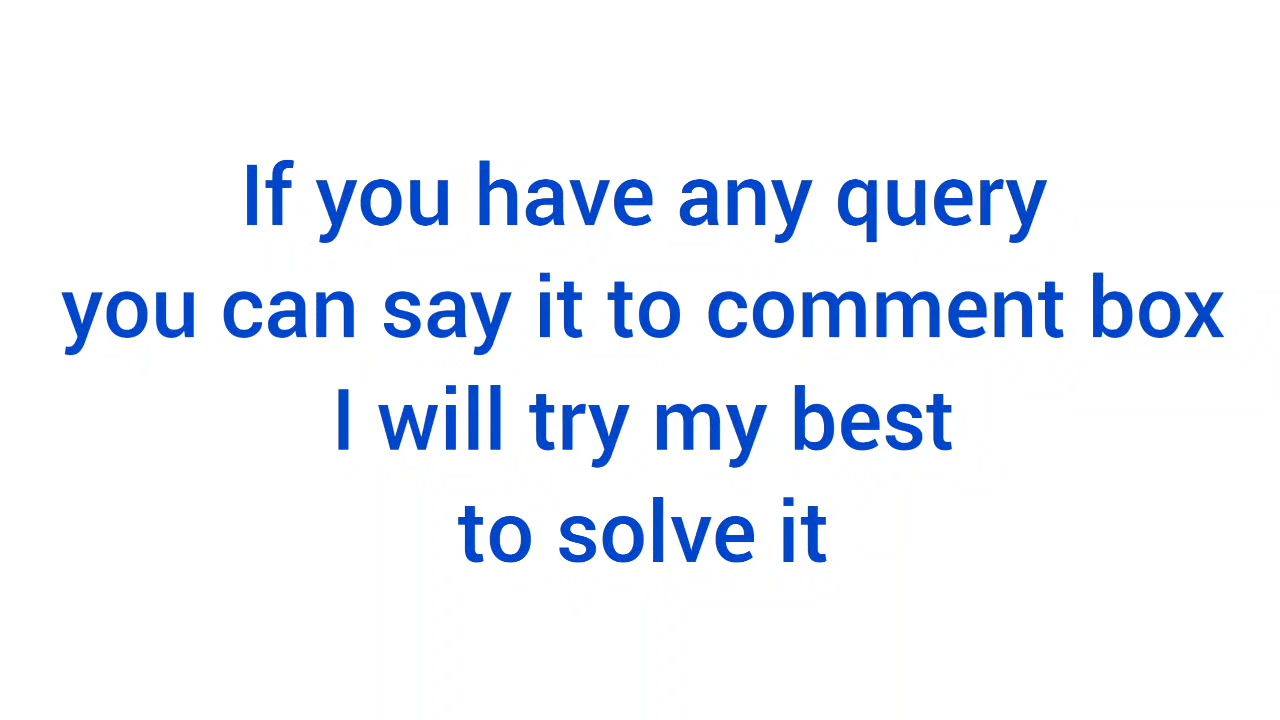 If you have any query
you can say it to comment box
I will try my best
to solve it